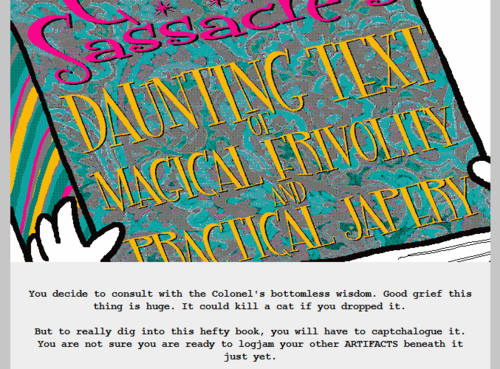 Sassacre's
DAUNTING TEXT
OF
MAGICAL FRIVOLITY
AND
PRACTICAL JAPERY
You decide to consult with the Colonel's bottomless wisdom. Good grief this
thing is huge. It could kill a cat if you dropped it.
But to really dig into this hefty book, you will have to captchalogue it.
You are not sure you are ready to logjam your other ARTIFACTS beneath it
just yet.